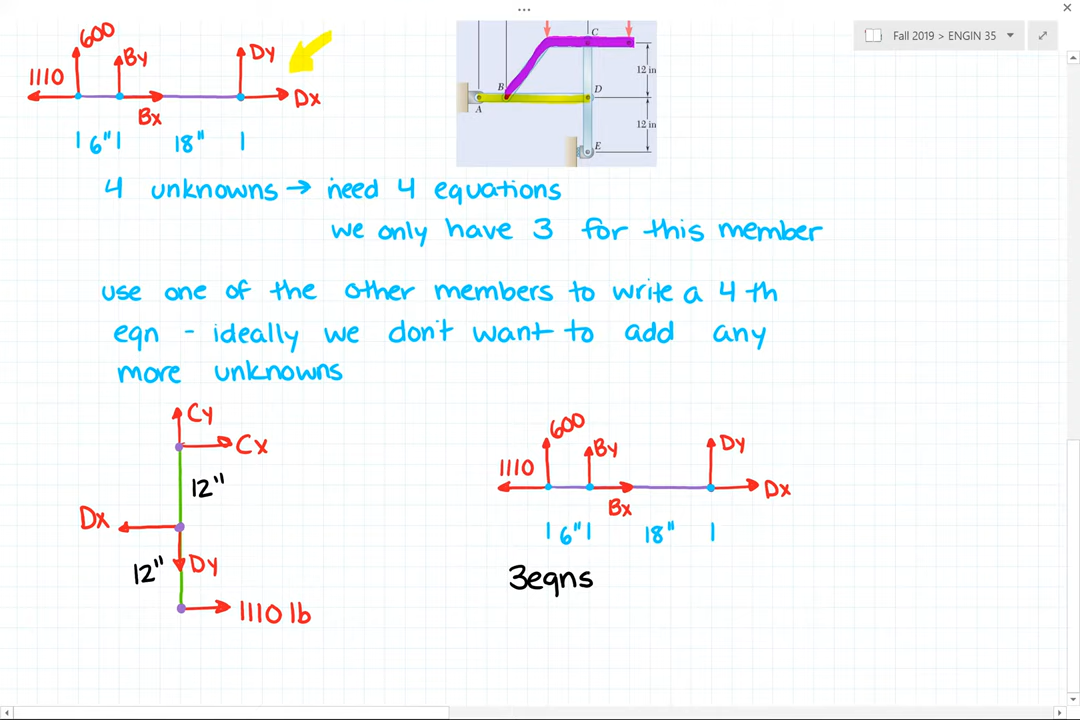 Fall 2019 > ENGIN 35
600
1110
By
Dy
Dx
Bx
6"
18"
C
12 in
B
D
A
12 in
E
4 unknowns → need 4 equations
we only have 3 for this member
use one of the other members to write a 4th
eqn - ideally we don't want to add any
more unknowns
Cy
Cx
12"
Dx
12"
Dy
1110 lb
600
1110
By
Dy
Dx
Bx
6"
18"
3eqns